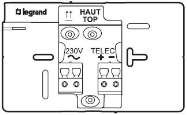 legrand
HAUT
TOP
230V TELEC
~ + -